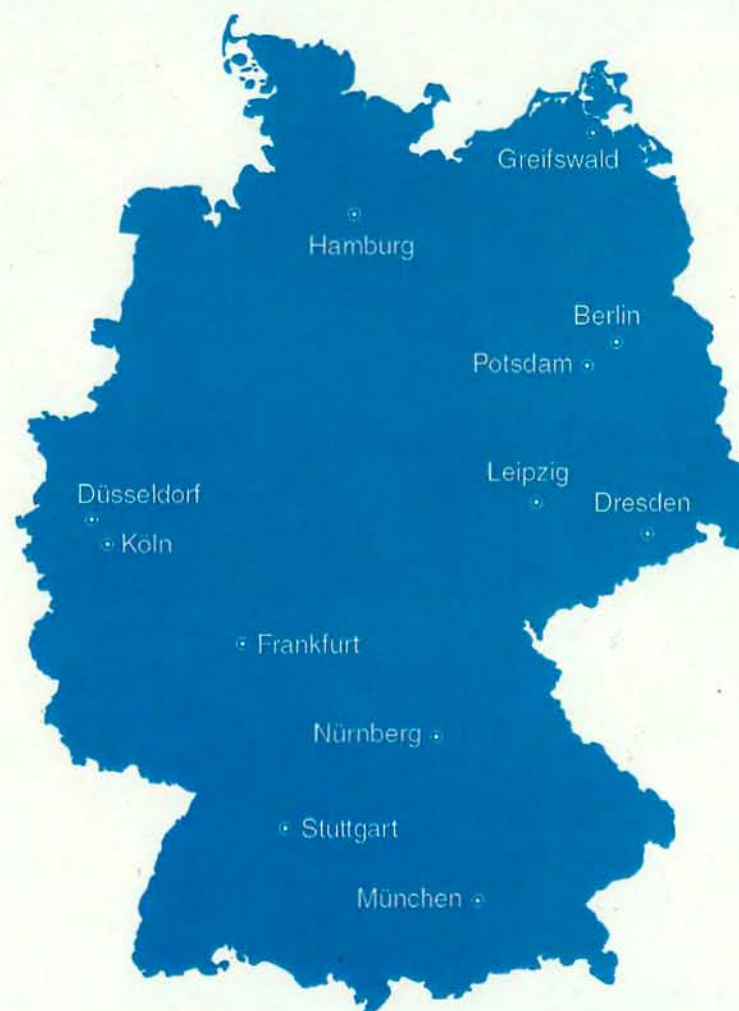 Greifswald
Hamburg
Berlin
Potsdam
Leipzig
Düsseldorf
Dresden
Köln
Frankfurt
Nürnberg
Stuttgart
München